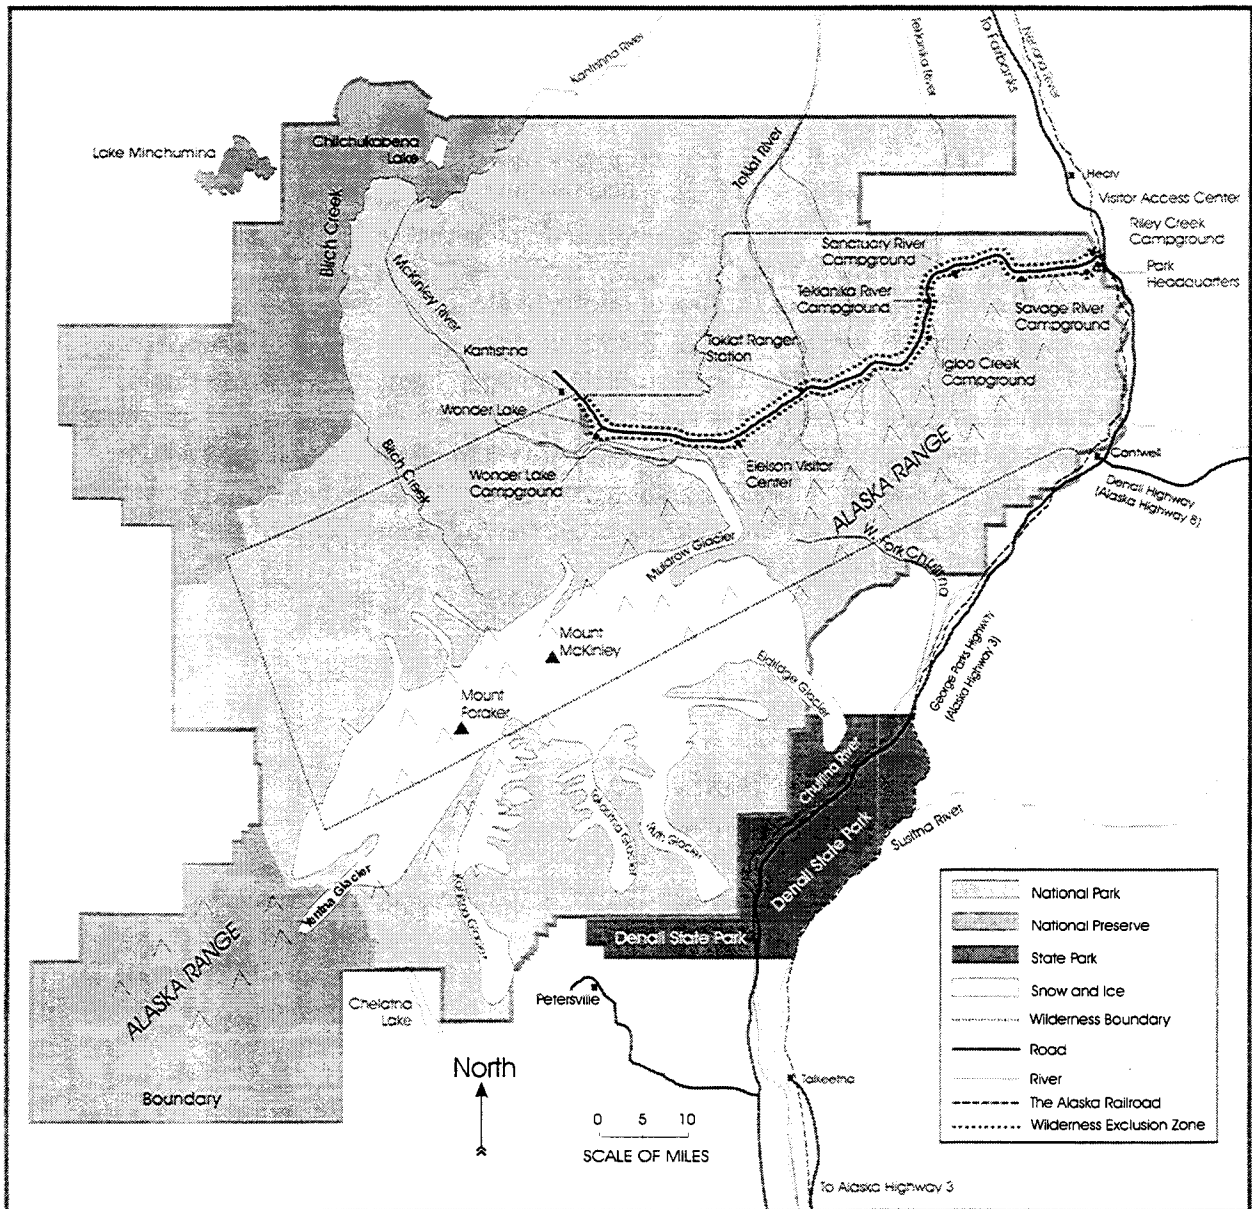 Kantishna River
Teklanika River
To Fairbanks
Nenana River
Lake Minchumina
Chilchukabena
Lake
Toklat River
Healy
Visitor Access Center
Riley Creek
Campground
Park
Headquarters
Birch Creek
McKinley River
Sanctuary River
Campground
Teklanika River
Campground
Savage River
Campground
Kantishna
Toklat Ranger
Station
Igloo Creek
Campground
Wonder Lake
Birch Creek
Wonder Lake
Campground
Eielson Visitor
Center
ALASKA RANGE
Cantwell
Denali Highway
(Alaska Highway 8)
Muldrow Glacier
W. Fork Chulitna
Mount
McKinley
Eldridge Glacier
George Parks Highway
(Alaska Highway 3)
Mount
Foraker
Chulitna River
Susitna River
Tokositna Glacier
Ruth Glacier
Denali State Park
Yentna Glacier
Kahiltna Glacier
Denali State Park
ALASKA RANGE
Chelatna
Lake
Petersville
Boundary
North
0 5 10
SCALE OF MILES
Talkeetna
To Alaska Highway 3
National Park
National Preserve
State Park
Snow and Ice
Wilderness Boundary
Road
River
The Alaska Railroad
Wilderness Exclusion Zone